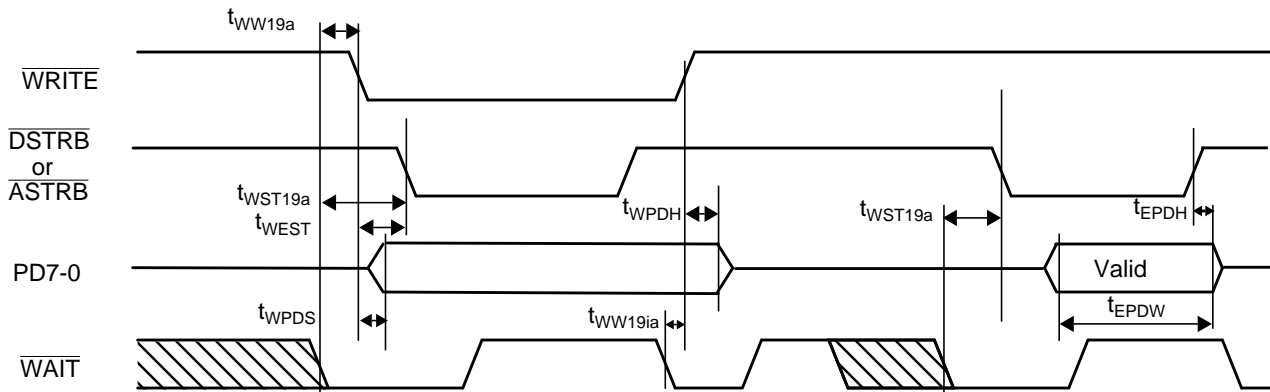 tWW19a
WRITE
DSTRB
or
ASTRB
tWST19a
tWEST
tWPDH
tWST19a
tEPDH
PD7-0
Valid
tWPDS
tWW19ia
tEPDW
WAIT